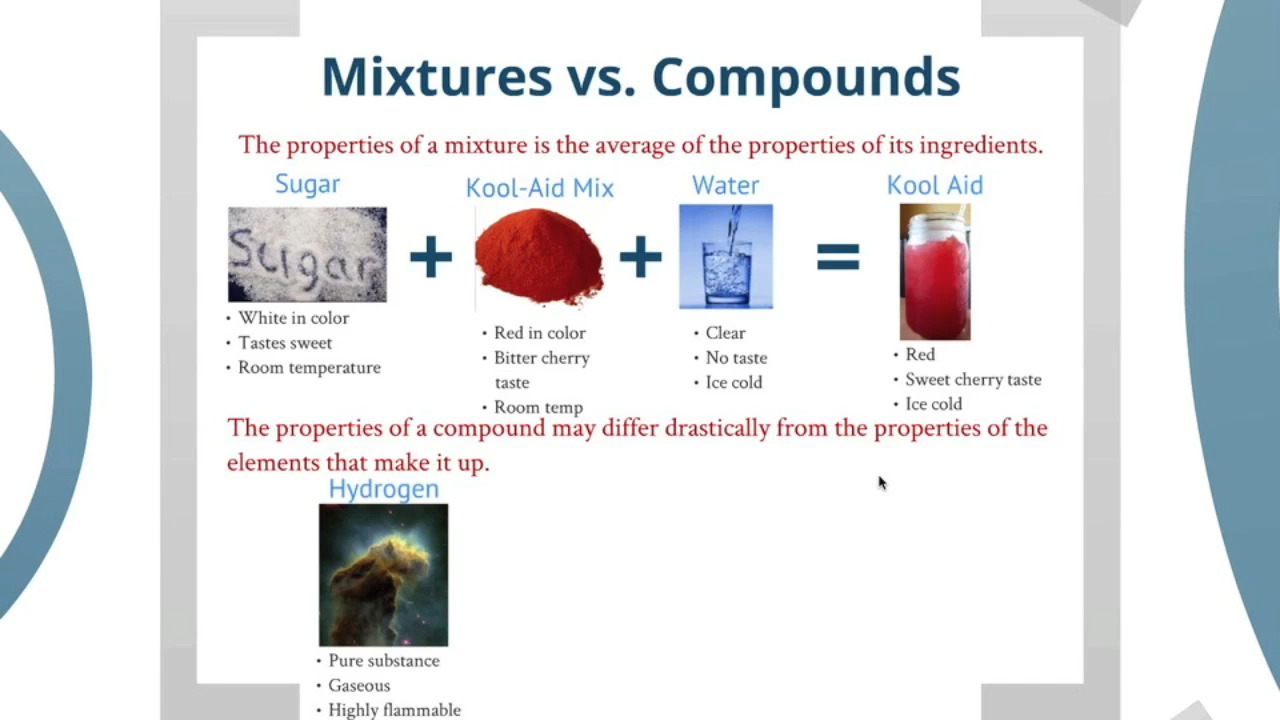 Mixtures vs. Compounds
The properties of a mixture is the average of the properties of its ingredients.
Sugar
Kool-Aid Mix
Water
Kool Aid
Sugar
+
+
=
• White in color
• Tastes sweet
• Room temperature
• Red in color
• Bitter cherry
taste
• Room temp
• Clear
• No taste
• Ice cold
• Red
• Sweet cherry taste
• Ice cold
The properties of a compound may differ drastically from the properties of the
elements that make it up.
Hydrogen
• Pure substance
• Gaseous
• Highly flammable